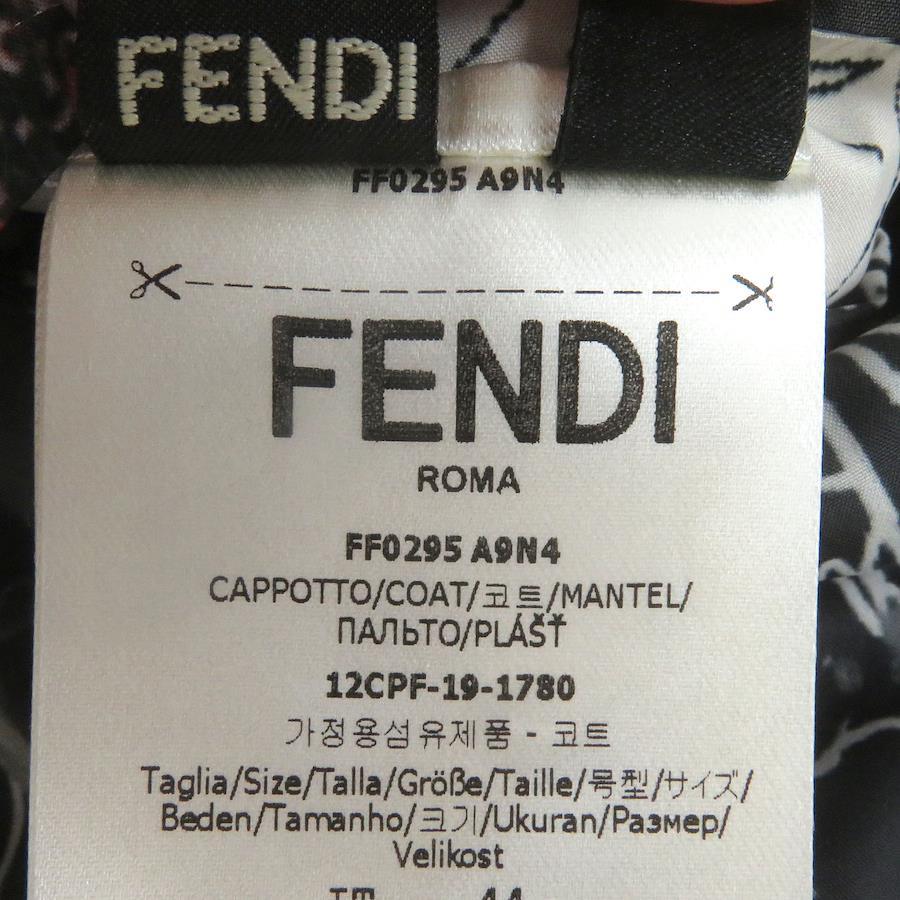 FENDI
FF0295 A9N4
FENDI
ROMA
FF0295 A9N4
CAPPOTTO/COAT/코트/MANTEL/
ПАЛЬТО/PLÁŠŤ
12CPF-19-1780
가정용섬유제품 - 코트
Taglia/Size/Talla/Größe/Taille/号型/サイズ/
Beden/Tamanho/크기/Ukuran/Размер/
Velikost